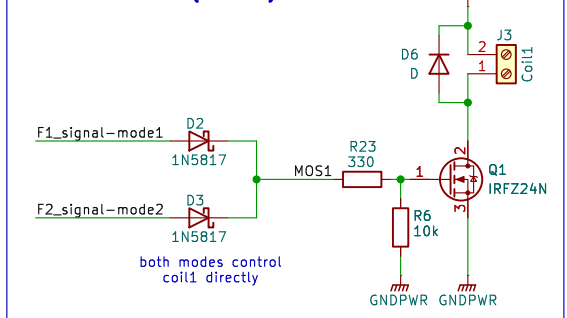 J3
2
1
Coil1
D6
D
F1_signal-mode1
D2
1N5817
MOS1
R23
330
1
2
Q1
IRFZ24N
3
F2_signal-mode2
D3
1N5817
R6
10k
both modes control
coil1 directly
GNDPWR
GNDPWR